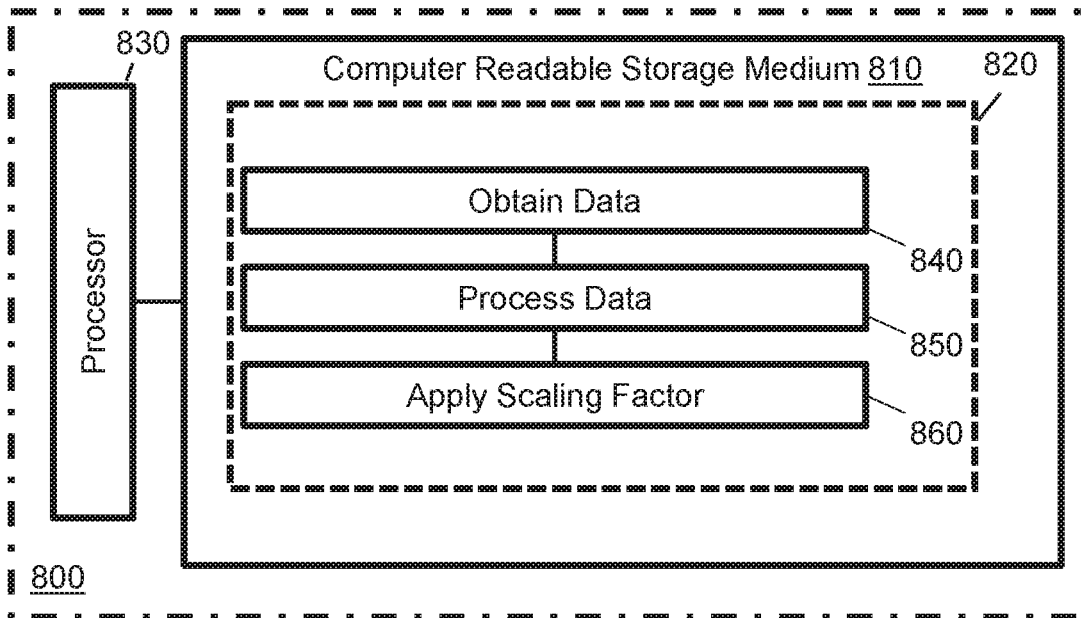 830
Computer Readable Storage Medium 810
820
Processor
Obtain Data
840
Process Data
850
Apply Scaling Factor
860
800